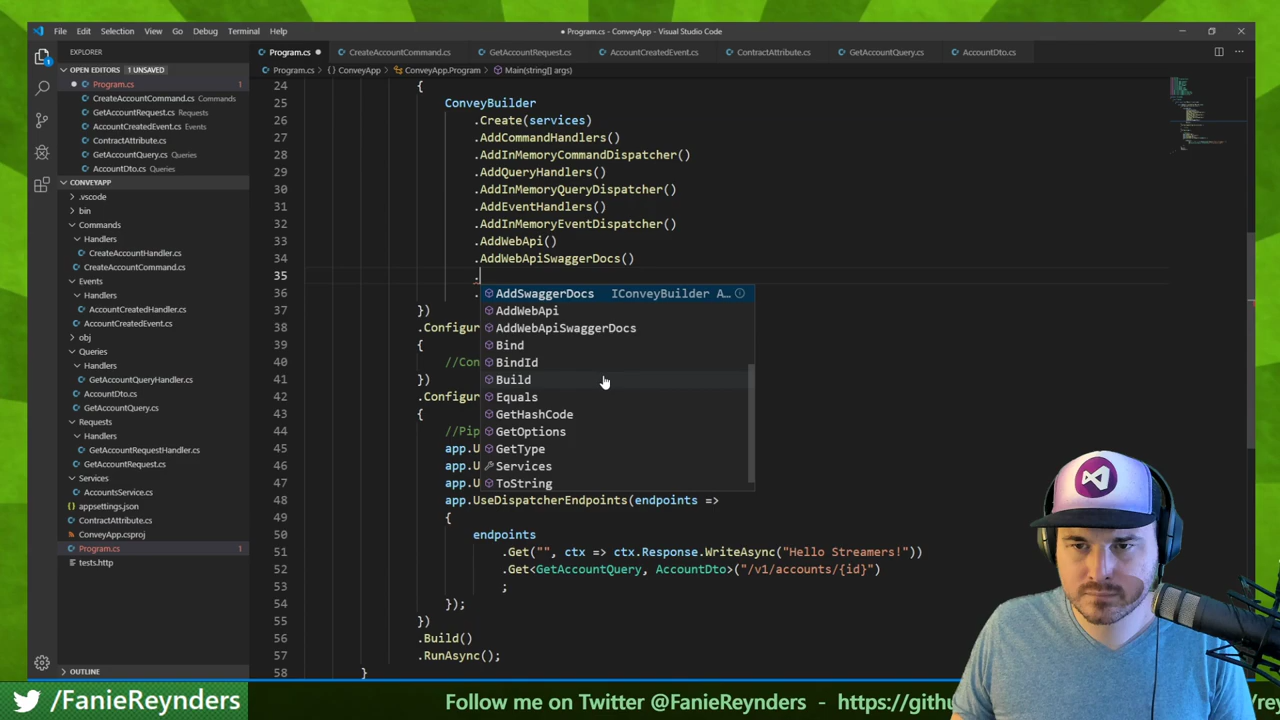 File Edit Selection View Go Debug Terminal Help
● Program.cs - ConveyApp - Visual Studio Code
EXPLORER
Program.cs CreateAccountCommand.cs GetAccountRequest.cs AccountCreatedEvent.cs ContractAttribute.cs GetAccountQuery.cs AccountDto.cs
Program.cs > {} ConveyApp > ConveyApp.Program > Main(string[] args)
OPEN EDITORS 1 UNSAVED
Program.cs 1
CreateAccountCommand.cs Commands
GetAccountRequest.cs Requests
AccountCreatedEvent.cs Events
ContractAttribute.cs
GetAccountQuery.cs Queries
AccountDto.cs Queries
CONVEYAPP
.vscode
bin
Commands
Handlers
CreateAccountHandler.cs
CreateAccountCommand.cs
Events
Handlers
AccountCreatedHandler.cs
AccountCreatedEvent.cs
obj
Queries
Handlers
GetAccountQueryHandler.cs
AccountDto.cs
GetAccountQuery.cs
Requests
Handlers
GetAccountRequestHandler.cs
GetAccountRequest.cs
Services
AccountsService.cs
appsettings.json
ContractAttribute.cs
ConveyApp.csproj
Program.cs 1
tests.http
OUTLINE
24 {
25 ConveyBuilder
26 .Create(services)
27 .AddCommandHandlers()
28 .AddInMemoryCommandDispatcher()
29 .AddQueryHandlers()
30 .AddInMemoryQueryDispatcher()
31 .AddEventHandlers()
32 .AddInMemoryEventDispatcher()
33 .AddWebApi()
34 .AddWebApiSwaggerDocs()
35 .
36 .
37 })
38 .Configur
39 {
40 //Con
41 })
42 .Configur
43 {
44 //Pip
45 app.U
46 app.U
47 app.U
48 app.UseDispatcherEndpoints(endpoints =>
49 {
50 endpoints
51 .Get("", ctx => ctx.Response.WriteAsync("Hello Streamers!"))
52 .Get<GetAccountQuery, AccountDto>("/v1/accounts/{id}")
53 ;
54 });
55 })
56 .Build()
57 .RunAsync();
58 }
AddSwaggerDocs IConveyBuilder A…
AddWebApi
AddWebApiSwaggerDocs
Bind
BindId
Build
Equals
GetHashCode
GetOptions
GetType
Services
ToString
/FanieReynders
Follow me on Twitter @FanieReynders - https://githu